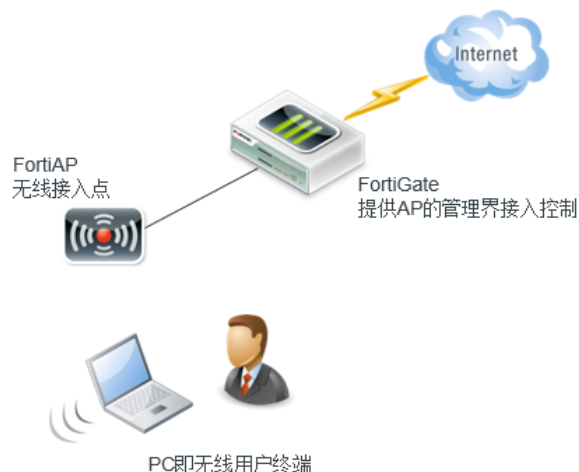 Internet
FortiAP
无线接入点
FortiGate
提供AP的管理界接入控制
PC即无线用户终端